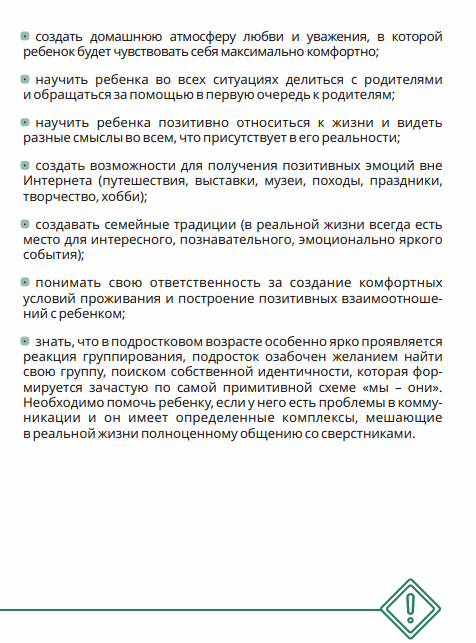 создать домашнюю атмосферу любви и уважения, в которой
ребенок будет чувствовать себя максимально комфортно;
научить ребенка во всех ситуациях делиться с родителями
и обращаться за помощью в первую очередь к родителям;
научить ребенка позитивно относиться к жизни и видеть
разные смыслы во всем, что присутствует в его реальности;
создать возможности для получения позитивных эмоций вне
Интернета (путешествия, выставки, музеи, походы, праздники,
творчество, хобби);
создавать семейные традиции (в реальной жизни всегда есть
место для интересного, познавательного, эмоционально яркого
события);
понимать свою ответственность за создание комфортных
условий проживания и построение позитивных взаимоотноше-
ний с ребенком;
знать, что в подростковом возрасте особенно ярко проявляется
реакция группирования, подросток озабочен желанием найти
свою группу, поиском собственной идентичности, которая фор-
мируется зачастую по самой примитивной схеме «мы – они».
Необходимо помочь ребенку, если у него есть проблемы в комму-
никации и он имеет определенные комплексы, мешающие
в реальной жизни полноценному общению со сверстниками.